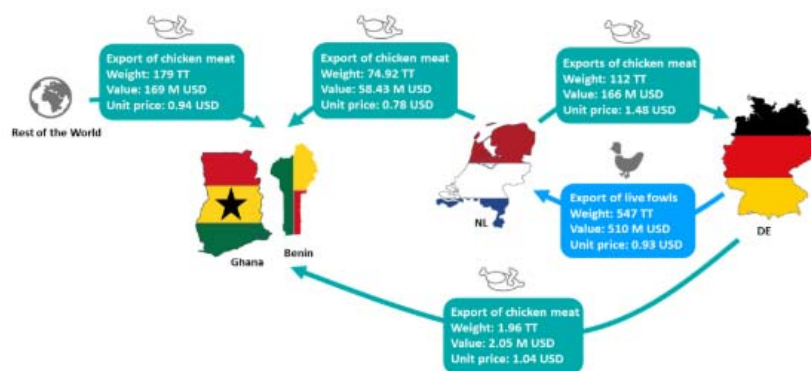 Export of chicken meat
Weight: 179 TT
Value: 169 M USD
Unit price: 0.94 USD
Export of chicken meat
Weight: 74.92 TT
Value: 58.43 M USD
Unit price: 0.78 USD
Exports of chicken meat
Weight: 112 TT
Value: 166 M USD
Unit price: 1.48 USD
Rest of the World
Export of live fowls
Weight: 547 TT
Value: 510 M USD
Unit price: 0.93 USD
Ghana
Benin
NL
DE
Export of chicken meat
Weight: 1.96 TT
Value: 2.05 M USD
Unit price: 1.04 USD